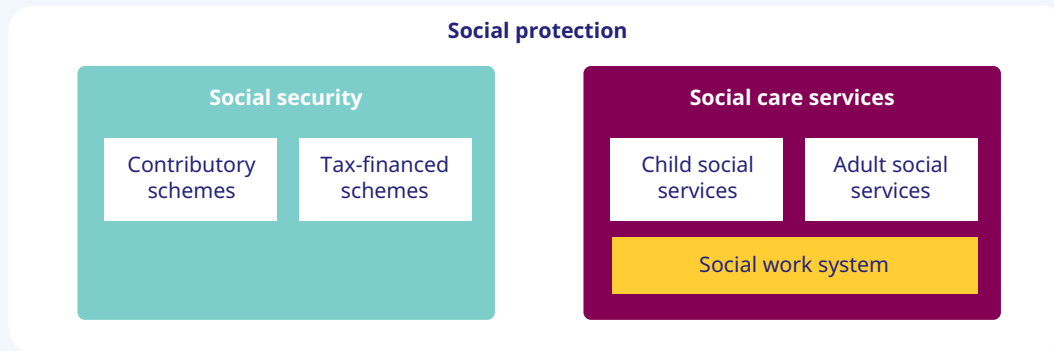 Social protection
Social security
Contributory
schemes
Tax-financed
schemes
Social care services
Child social
services
Adult social
services
Social work system